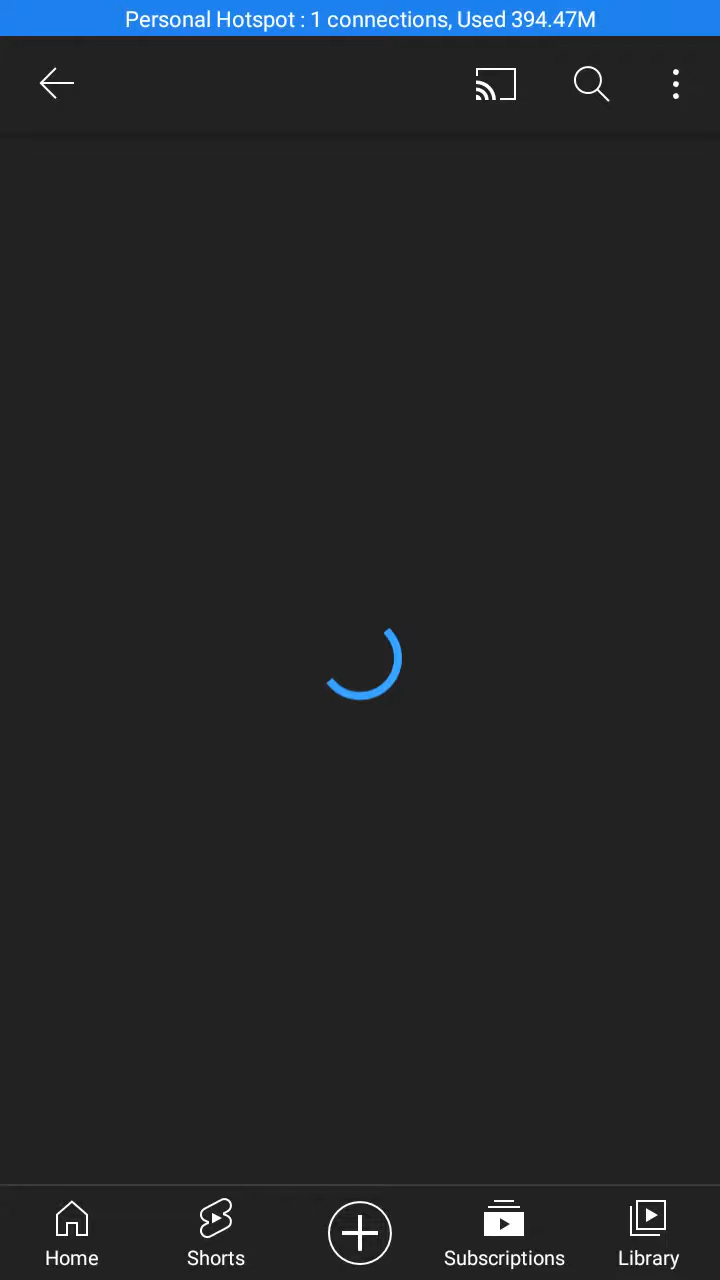 Personal Hotspot : 1 connections, Used 394.47M
Home
Shorts
Subscriptions
Library